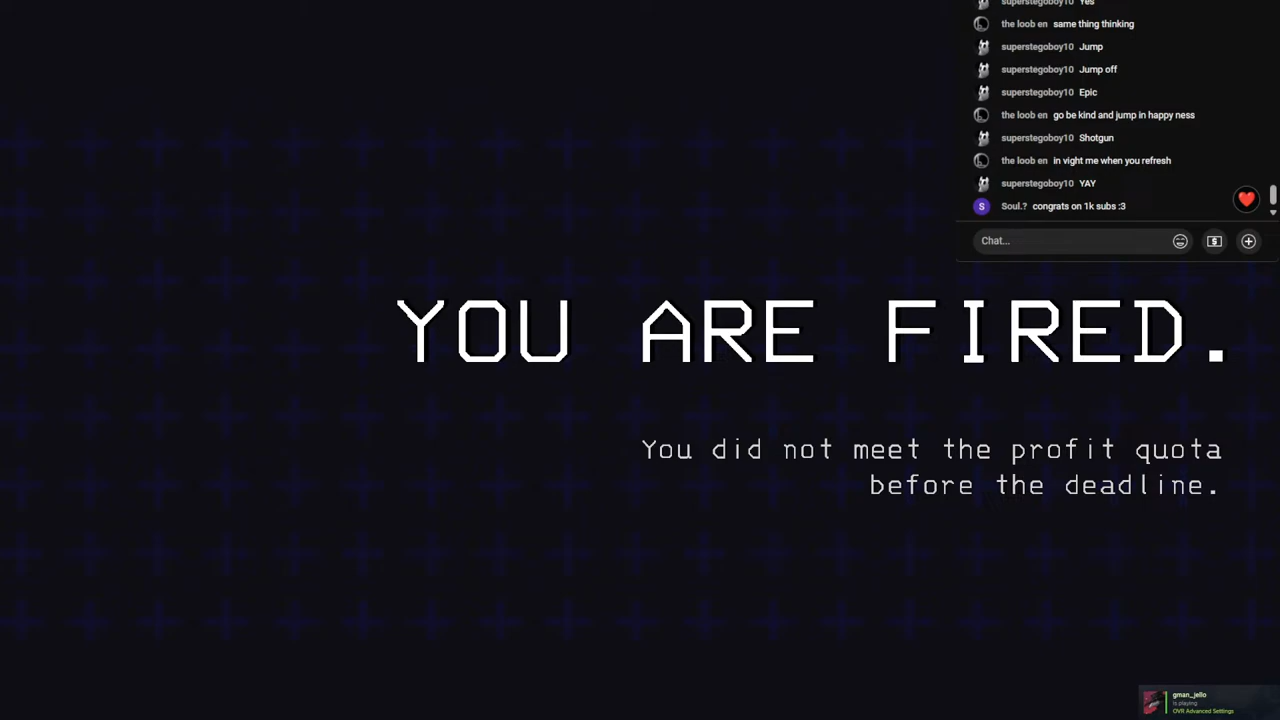 superstegoboy10 Yes
the loob en same thing thinking
superstegoboy10 Jump
superstegoboy10 Jump off
superstegoboy10 Epic
the loob en go be kind and jump in happy ness
superstegoboy10 Shotgun
the loob en in vight me when you refresh
superstegoboy10 YAY
S Soul.? congrats on 1k subs :3
Chat...
YOU ARE FIRED.
You did not meet the profit quota
before the deadline.
gman_jello
is playing
OVR Advanced Settings